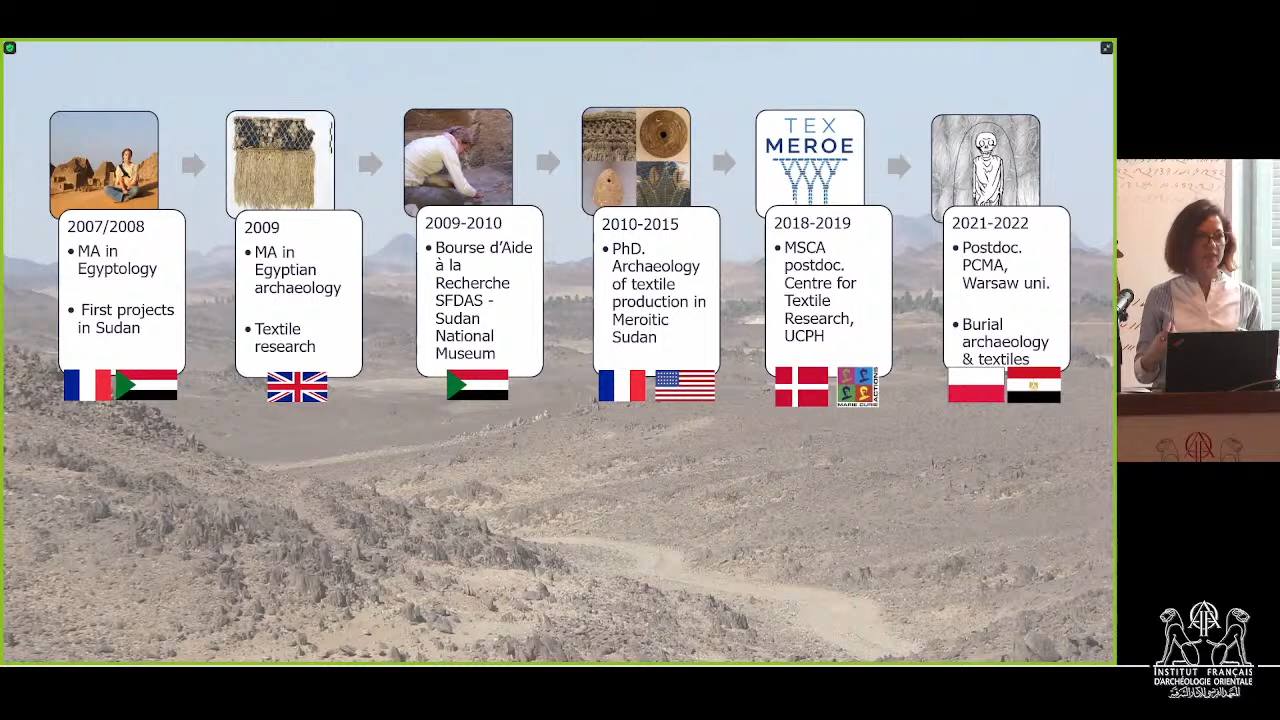 2007/2008
• MA in
Egyptology
• First projects
in Sudan
2009
• MA in
Egyptian
archaeology
• Textile
research
2009-2010
• Bourse d’Aide
à la
Recherche
SFDAS -
Sudan
National
Museum
2010-2015
• PhD.
Archaeology
of textile
production in
Meroitic
Sudan
TEX
MEROE
2018-2019
• MSCA
postdoc.
Centre for
Textile
Research,
UCPH
MARIE CURIE
ACTIONS
2021-2022
• Postdoc.
PCMA,
Warsaw uni.
• Burial
archaeology
& textiles
INSTITUT FRANÇAIS
D’ARCHÉOLOGIE ORIENTALE